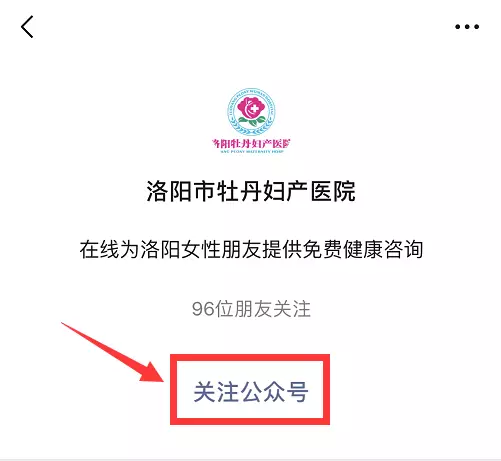 洛阳牡丹妇产医院
洛阳市牡丹妇产医院
在线为洛阳女性朋友提供免费健康咨询
96位朋友关注
关注公众号